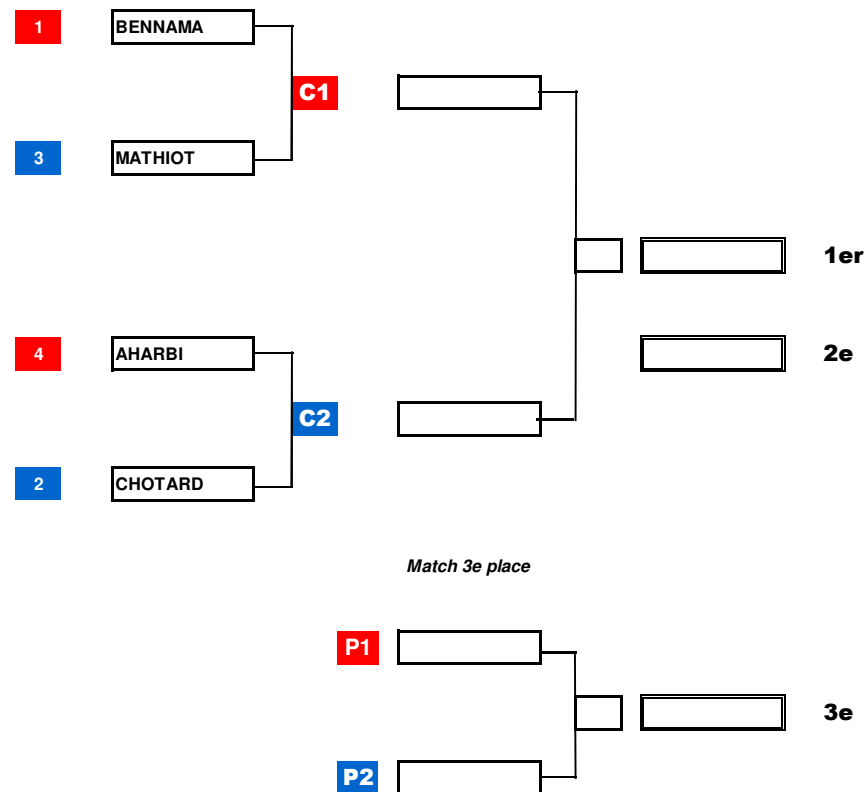 1 BENNAMA
C1
3 MATHIOT
1er
4 AHARBI
2e
C2
2 CHOTARD
Match 3e place
P1
3e
P2